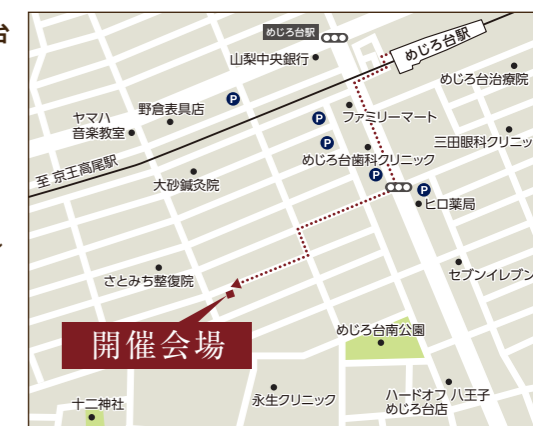 台
めじろ台駅
めじろ台駅
山梨中央銀行
めじろ台治療院
野倉表具店
P
ヤマハ
音楽教室
ファミリーマート
P
三田眼科クリニッ
P
めじろ台歯科クリニック
至 京王高尾駅
大砂鍼灸院
P
P
ヒロ薬局
さとみち整復院
セブンイレブン
開催会場
めじろ台南公園
永生クリニック
ハードオフ 八王子
めじろ台店
十二神社